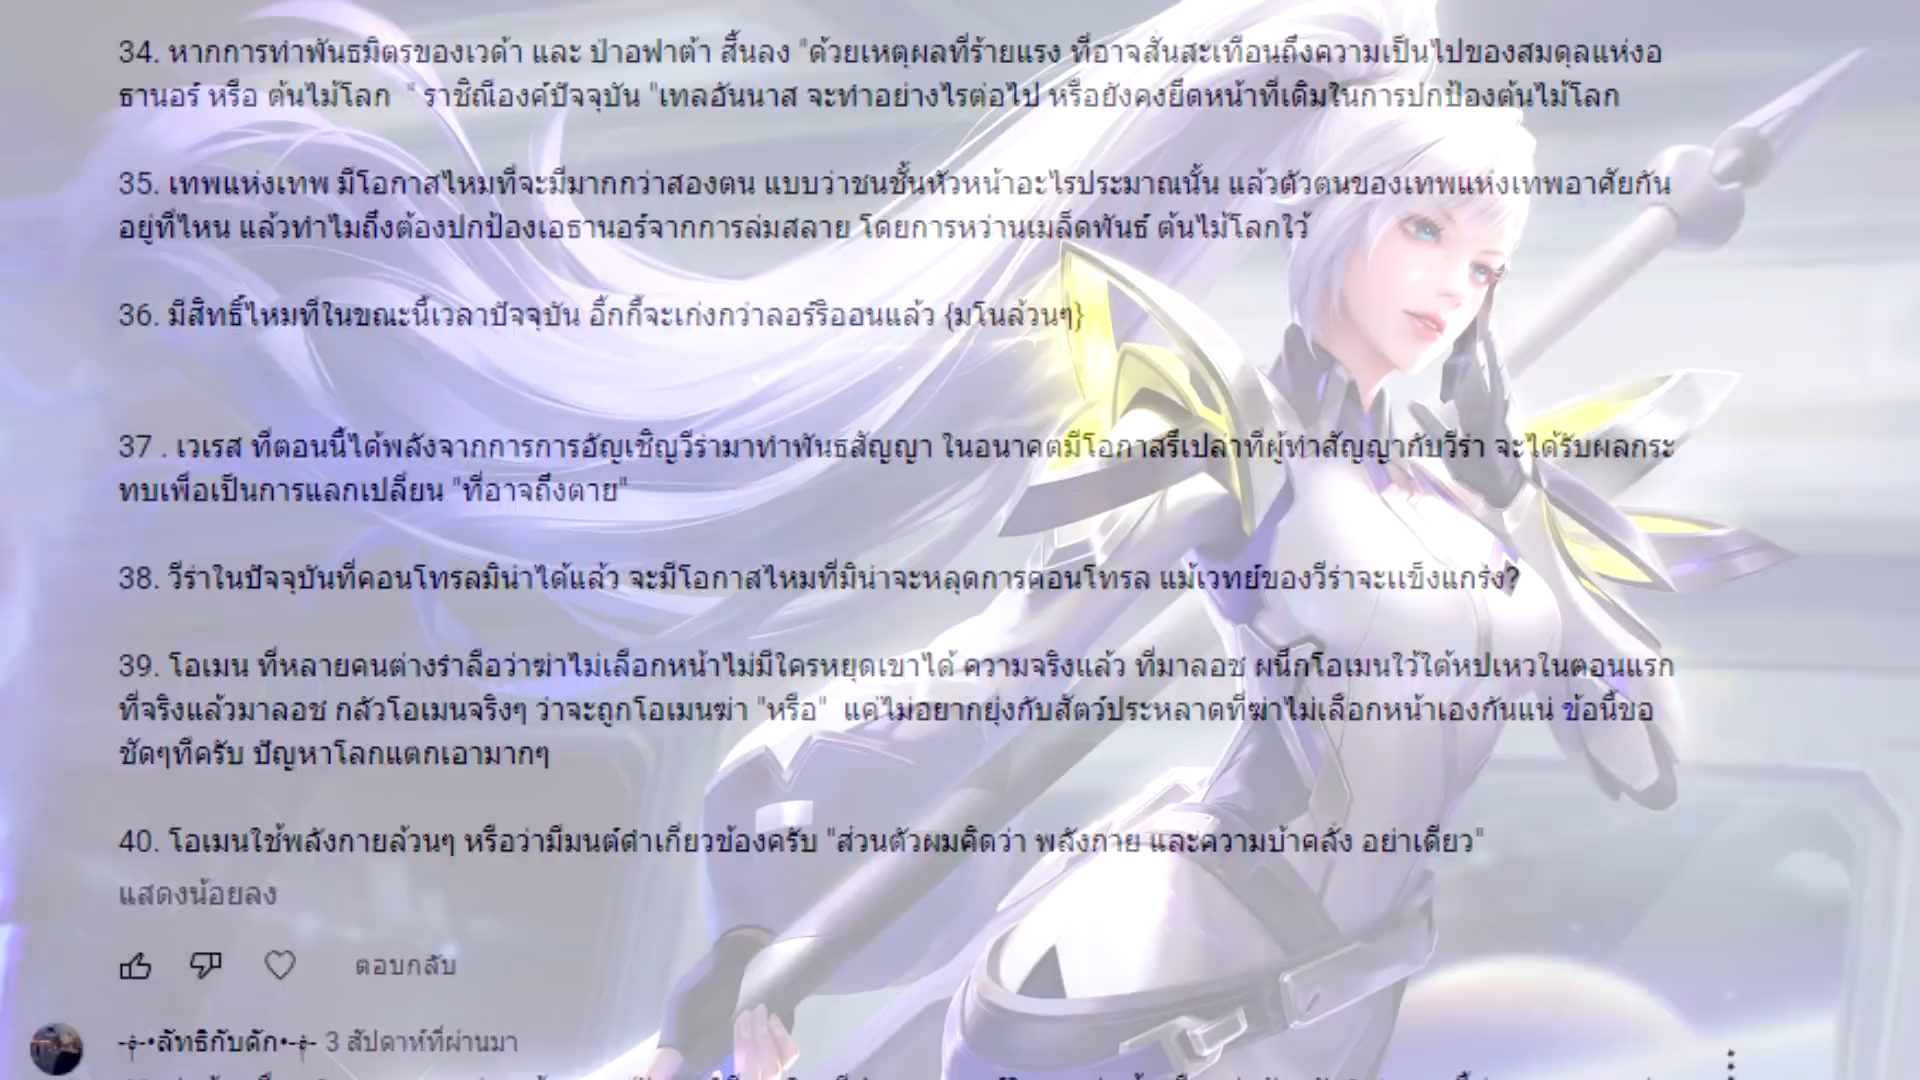 34. หากการทำพันธมิตรของเวด้า และ ป่าอฟาต้า สิ้นลง "ด้วยเหตุผลที่ร้ายแรง ที่อาจสั่นสะเทือนถึงความเป็นไปของสมดุลแห่งอ
ธานอร์ หรือ ต้นไม้โลก " ราชิณีองค์ปัจจุบัน "เทลอันนาส จะทำอย่างไรต่อไป หรือยังคงยึดหน้าที่เดิมในการปกป้องต้นไม้โลก
35. เทพแห่งเทพ มีโอกาสไหมที่จะมีมากกว่าสองตน แบบว่าชนชั้นหัวหน้าอะไรประมาณนั้น แล้วตัวตนของเทพแห่งเทพอาศัยกัน
อยู่ที่ไหน แล้วทำไมถึงต้องปกป้องเอธานอร์จากการล่มสลาย โดยการหว่านเมล็ดพันธ์ ต้นไม้โลกใว้
36. มีสิทธิ์ไหมที่ในขณะนี้เวลาปัจจุบัน อิ๊กกี้จะเก่งกว่าลอร์ริออนแล้ว {มโนล้วนๆ}
37 . เวเรส ที่ตอนนี้ได้พลังจากการการอัญเชิญวีร่ามาทำพันธสัญญา ในอนาคตมีโอกาสรึเปล่าที่ผู้ทำสัญญากับวีร่า จะได้รับผลกระ
ทบเพื่อเป็นการแลกเปลี่ยน "ที่อาจถึงตาย"
38. วีร่าในปัจจุบันที่คอนโทรลมิน่าได้แล้ว จะมีโอกาสไหมที่มิน่าจะหลุดการคอนโทรล แม้เวทย์ของวีร่าจะแข็งแกร่ง?
39. โอเมน ที่หลายคนต่างร่ำลือว่าฆ่าไม่เลือกหน้าไม่มีใครหยุดเขาได้ ความจริงแล้ว ที่มาลอช ผนึกโอเมนใว้ใต้หปเหวในตอนแรก
ที่จริงแล้วมาลอช กลัวโอเมนจริงๆ ว่าจะถูกโอเมนฆ่า "หรือ" แค่ไม่อยากยุ่งกับสัตว์ประหลาดที่ฆ่าไม่เลือกหน้าเองกันแน่ ข้อนี้ขอ
ชัดๆทีครับ ปัญหาโลกแตกเอามากๆ
40. โอเมนใช้พลังกายล้วนๆ หรือว่ามีมนต์ดำเกี่ยวข้องครับ "ส่วนตัวผมคิดว่า พลังกาย และความบ้าคลั่ง อย่าเดียว"
แสดงน้อยลง
ตอบกลับ
-╬-•ลัทธิกับดัก•-╬- 3 สัปดาห์ที่ผ่านมา